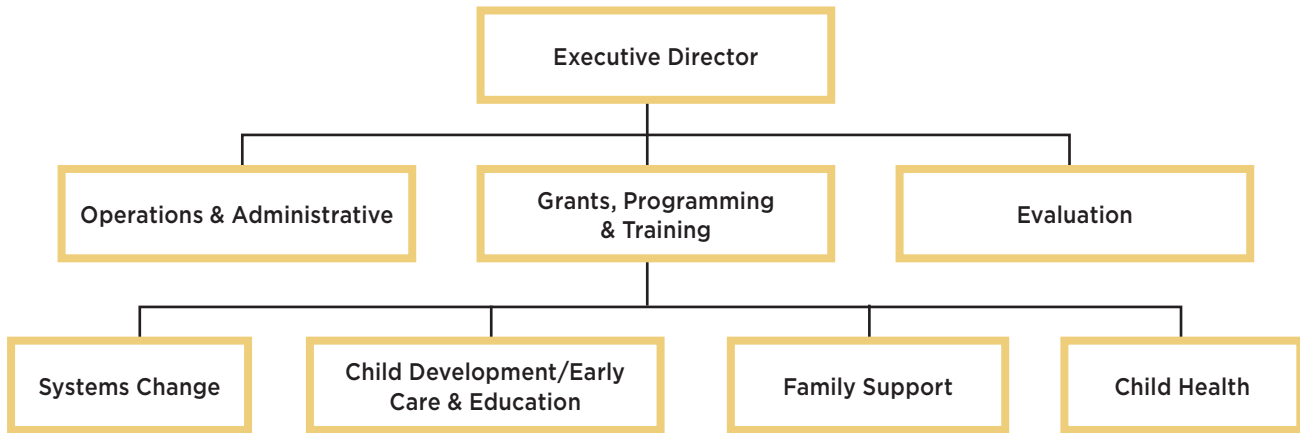 Executive Director
Operations & Administrative
Grants, Programming
& Training
Evaluation
Systems Change
Child Development/Early
Care & Education
Family Support
Child Health